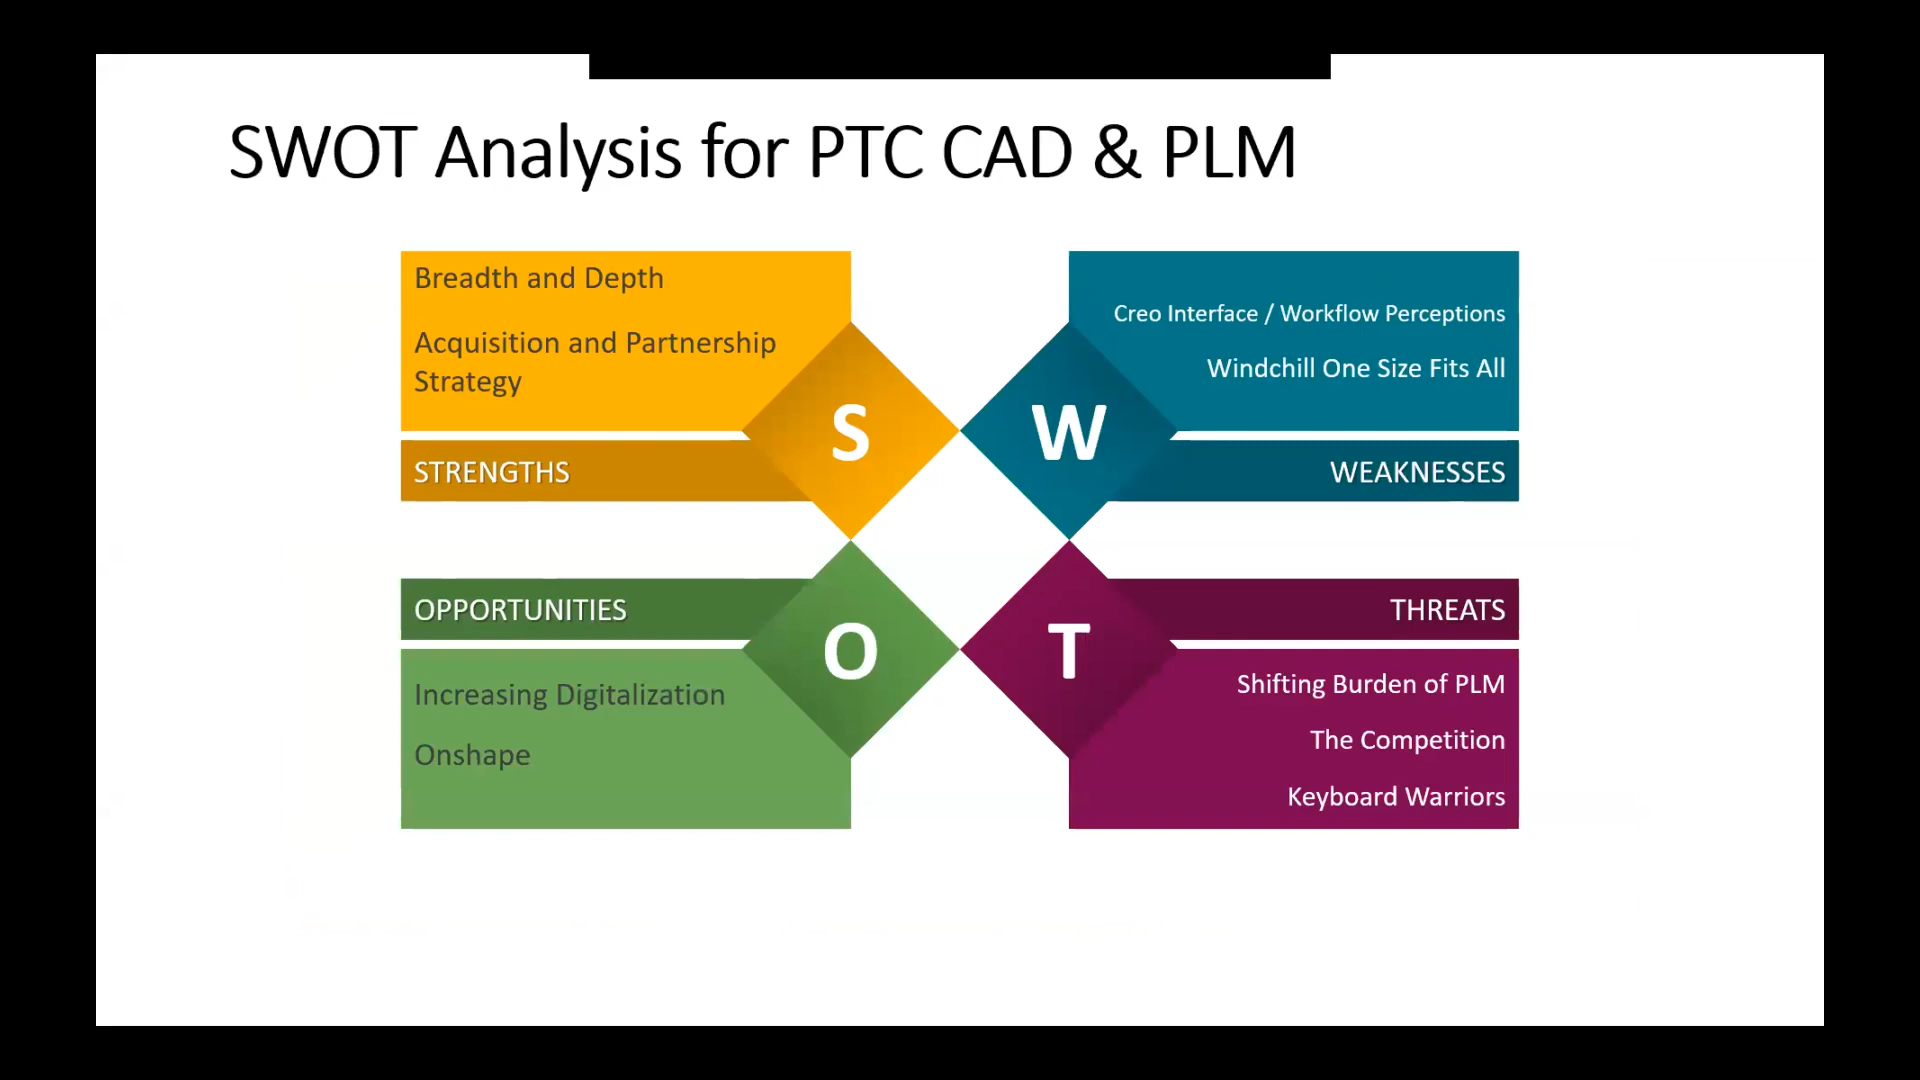 SWOT Analysis for PTC CAD & PLM
Breadth and Depth
Acquisition and Partnership
Strategy
S
STRENGTHS
Creo Interface / Workflow Perceptions
Windchill One Size Fits All
W
WEAKNESSES
OPPORTUNITIES
O
Increasing Digitalization
Onshape
THREATS
T
Shifting Burden of PLM
The Competition
Keyboard Warriors